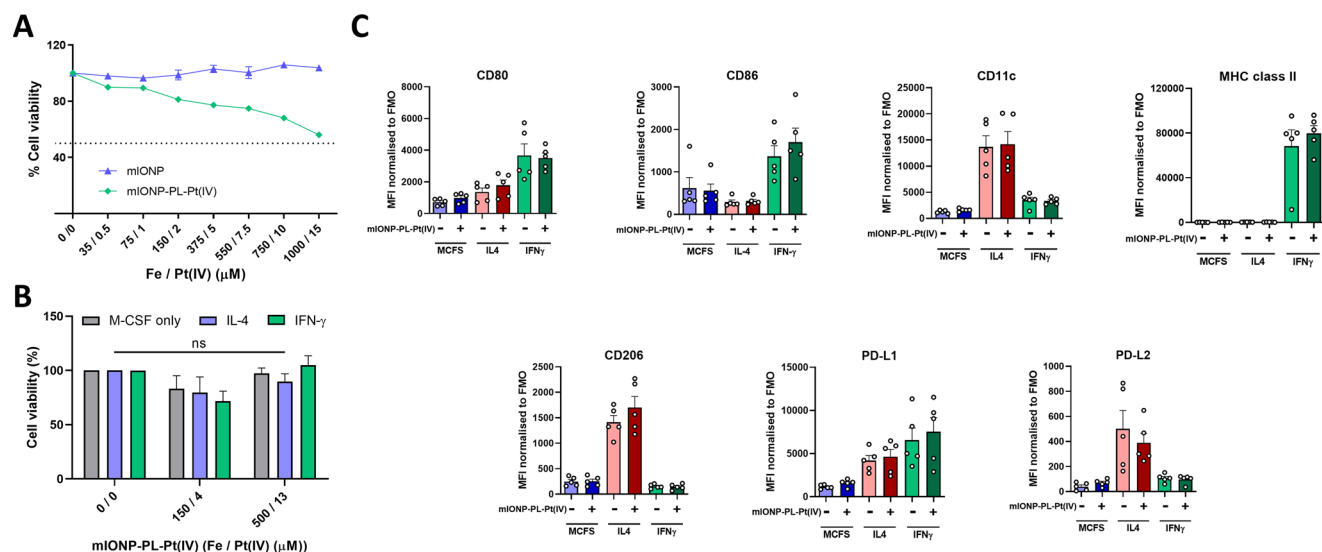 A
120
100
80
60
40
% Cell viability
mIONP
mIONP-PL-Pt(IV)
0 / 0
35 / 0.5
75 / 1
150 / 2
375 / 5
550 / 7.5
750 / 10
1000 / 15
Fe / Pt(IV) (μM)
B
M-CSF only
IL-4
IFN-γ
ns
150
100
50
0
Cell viability (%)
0 / 0
150 / 4
500 / 13
mIONP-PL-Pt(IV) (Fe / Pt(IV) (μM))
C
CD80
MFI normalised to FMO
8000
6000
4000
2000
0
mIONP-PL-Pt(IV) - + - + - +
MCFS IL4 IFNγ
CD86
MFI normalised to FMO
3000
2000
1000
0
mIONP-PL-Pt(IV) - + - + - +
MCFS IL-4 IFNγ
CD11c
MFI normalised to FMO
25000
20000
15000
10000
5000
0
mIONP-PL-Pt(IV) - + - + - +
MCFS IL4 IFNγ
MHC class II
MFI normalised to FMO
120000
80000
40000
0
mIONP-PL-Pt(IV) - + - + - +
MCFS IL4 IFNγ
CD206
MFI normalised to FMO
2500
2000
1500
1000
500
0
mIONP-PL-Pt(IV) - + - + - +
MCFS IL4 IFNγ
PD-L1
MFI normalised to FMO
15000
10000
5000
0
mIONP-PL-Pt(IV) - + - + - +
MCFS IL4 IFNγ
PD-L2
MFI normalised to FMO
1000
800
600
400
200
0
mIONP-PL-Pt(IV) - + - + - +
MCFS IL4 IFNγ